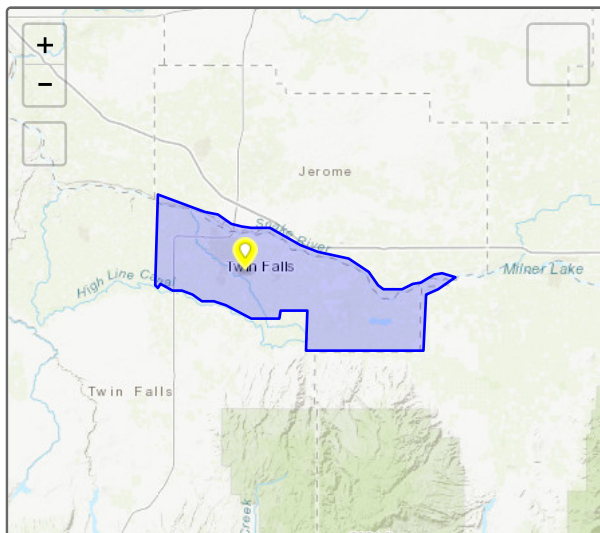 +
−
Jerome
Snake River
Twin Falls
High Line Canal
Milner Lake
Twin Falls
Creek